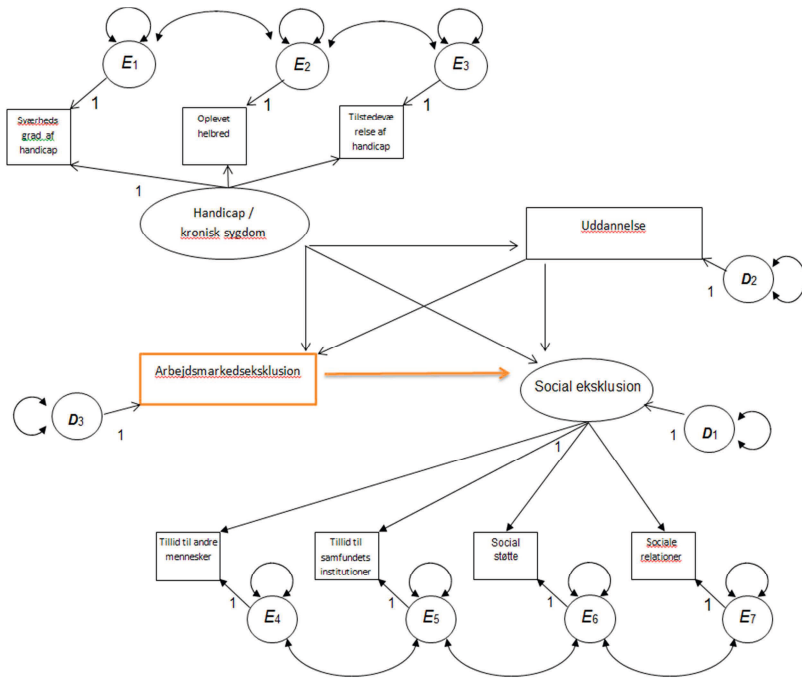 E1
E2
E3
1
1
1
Sværheds
grad af
handicap
Oplevet
helbred
Tilstedevæ
relse af
handicap
1
Handicap /
kronisk sygdom
Uddannelse
D2
1
Arbejdsmarkedseksklusion
Social eksklusion
D3
1
1
D1
1
Tillid til andre
mennesker
Tillid til
samfundets
institutioner
Social
støtte
Sociale
relationer
1
E4
1
E5
1
E6
1
E7